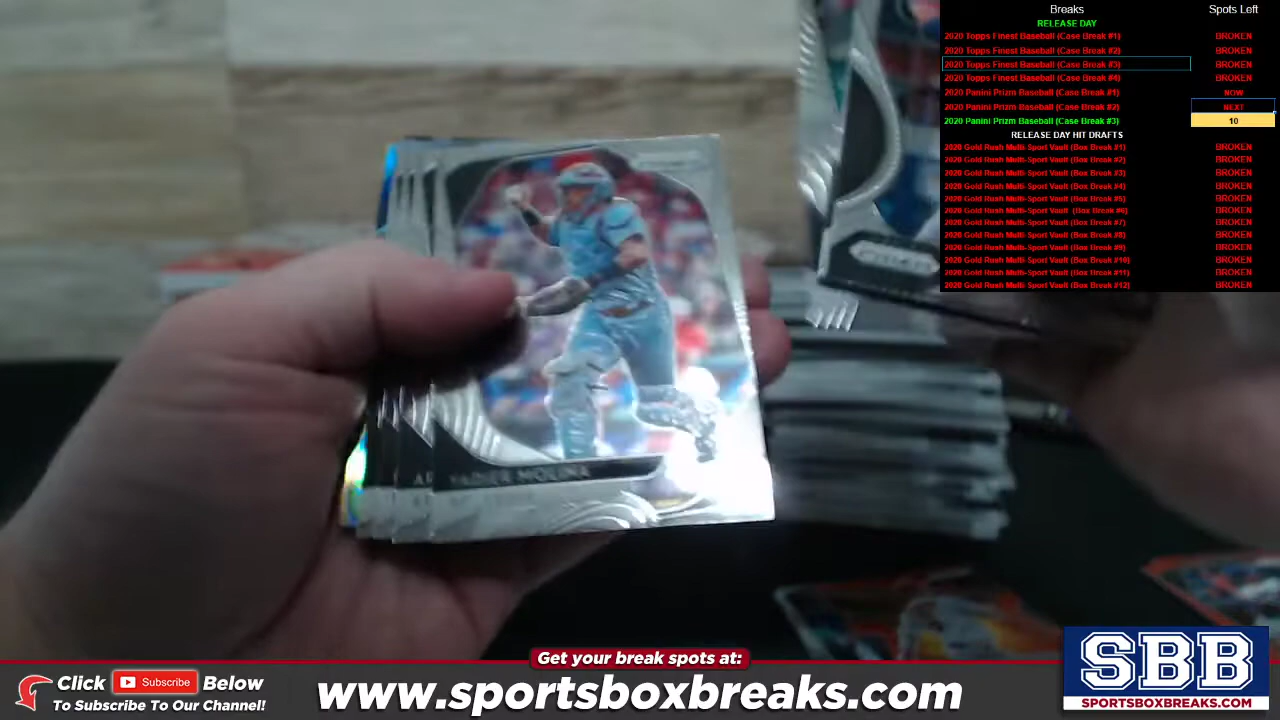 Breaks Spots Left
RELEASE DAY
2020 Topps Finest Baseball (Case Break #1) BROKEN
2020 Topps Finest Baseball (Case Break #2) BROKEN
2020 Topps Finest Baseball (Case Break #3) BROKEN
2020 Topps Finest Baseball (Case Break #4) BROKEN
2020 Panini Prizm Baseball (Case Break #1) NOW
2020 Panini Prizm Baseball (Case Break #2) NEXT
2020 Panini Prizm Baseball (Case Break #3) 10
RELEASE DAY HIT DRAFTS
2020 Gold Rush Multi-Sport Vault (Box Break #1) BROKEN
2020 Gold Rush Multi-Sport Vault (Box Break #2) BROKEN
2020 Gold Rush Multi-Sport Vault (Box Break #3) BROKEN
2020 Gold Rush Multi-Sport Vault (Box Break #4) BROKEN
2020 Gold Rush Multi-Sport Vault (Box Break #5) BROKEN
2020 Gold Rush Multi-Sport Vault (Box Break #6) BROKEN
2020 Gold Rush Multi-Sport Vault (Box Break #7) BROKEN
2020 Gold Rush Multi-Sport Vault (Box Break #8) BROKEN
2020 Gold Rush Multi-Sport Vault (Box Break #9) BROKEN
2020 Gold Rush Multi-Sport Vault (Box Break #10) BROKEN
2020 Gold Rush Multi-Sport Vault (Box Break #11) BROKEN
2020 Gold Rush Multi-Sport Vault (Box Break #12) BROKEN
PRIZM
YADIER MOLINA
Get your break spots at:
Click Subscribe Below
To Subscribe To Our Channel!
www.sportsboxbreaks.com
SBB
SPORTSBOXBREAKS.COM